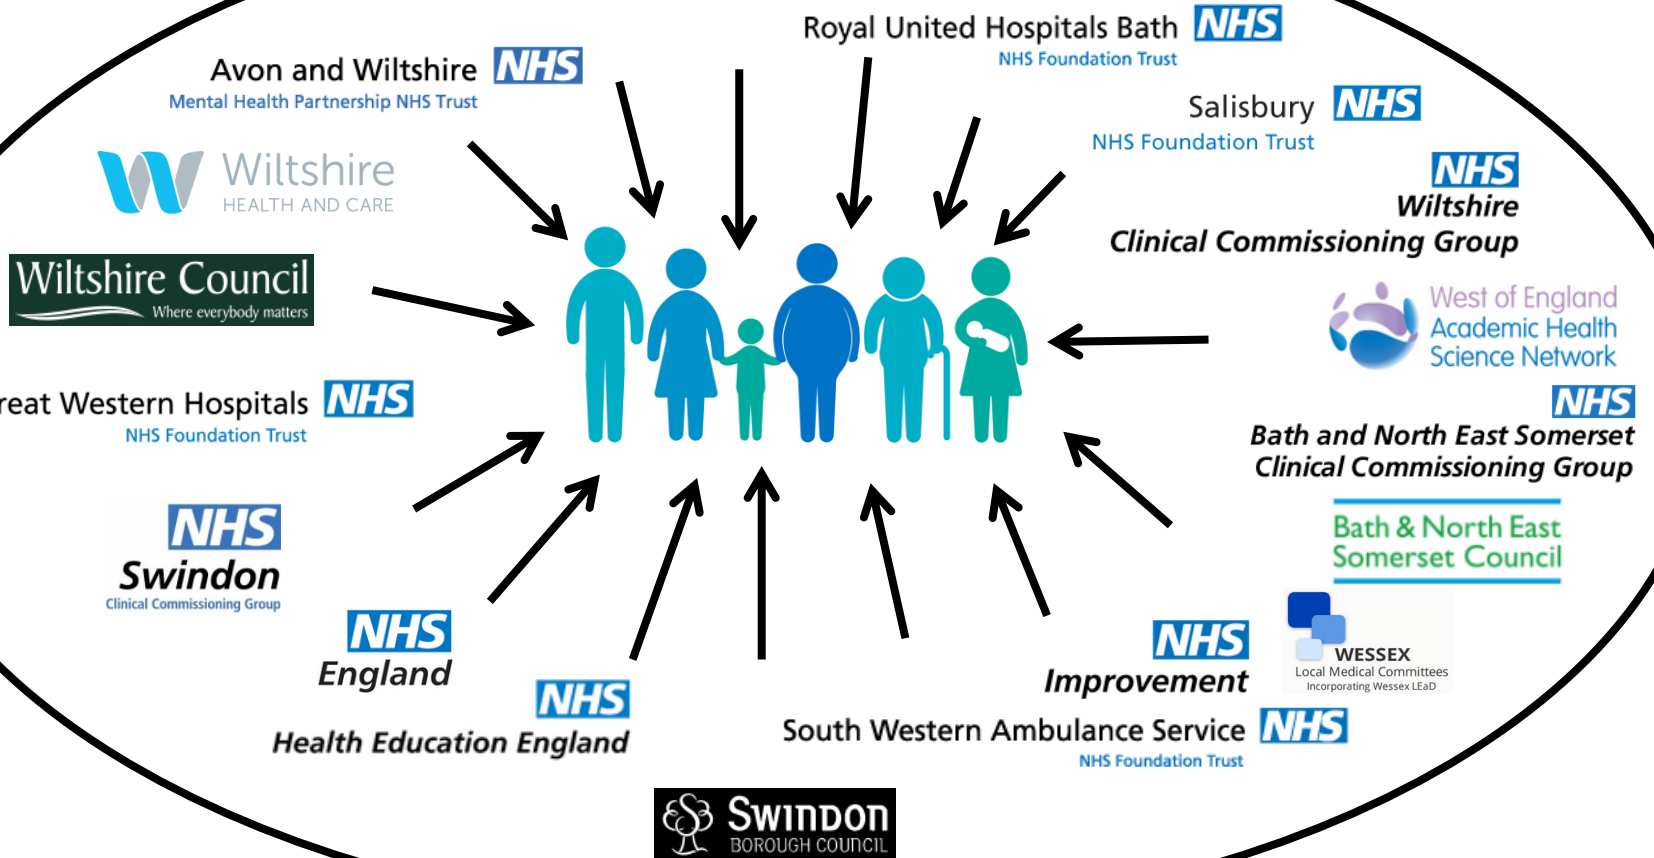 Royal United Hospitals Bath NHS
NHS Foundation Trust
Avon and Wiltshire NHS
Mental Health Partnership NHS Trust
Salisbury NHS
NHS Foundation Trust
Wiltshire
HEALTH AND CARE
NHS
Wiltshire
Clinical Commissioning Group
Wiltshire Council
Where everybody matters
West of England
Academic Health
Science Network
reat Western Hospitals NHS
NHS Foundation Trust
NHS
Bath and North East Somerset
Clinical Commissioning Group
NHS
Swindon
Clinical Commissioning Group
Bath & North East
Somerset Council
NHS
England
NHS
Improvement
WESSEX
Local Medical Committees
Incorporating Wessex LEaD
NHS
Health Education England
South Western Ambulance Service NHS
NHS Foundation Trust
SWINDON
BOROUGH COUNCIL